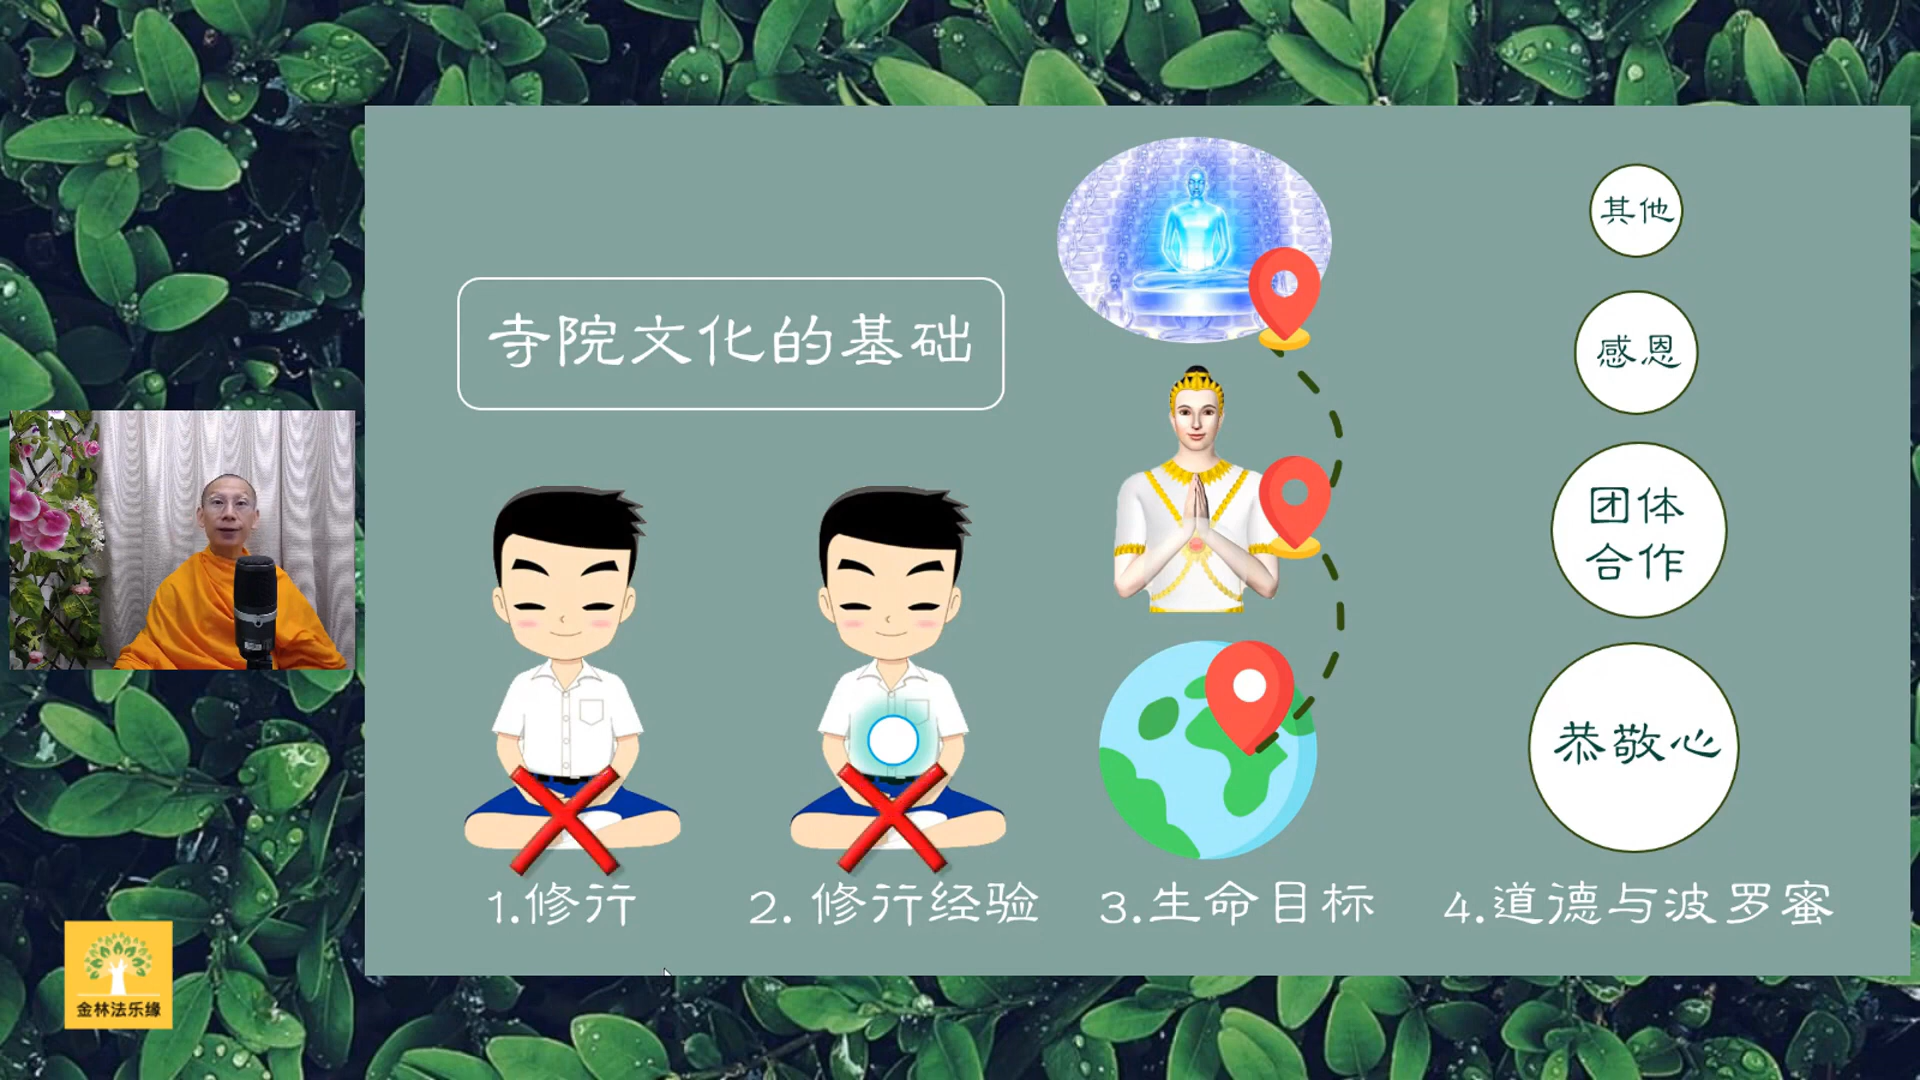 寺院文化的基础
其他
感恩
团体
合作
恭敬心
1.修行
2. 修行经验
3.生命目标
4.道德与波罗蜜
金林法乐缘